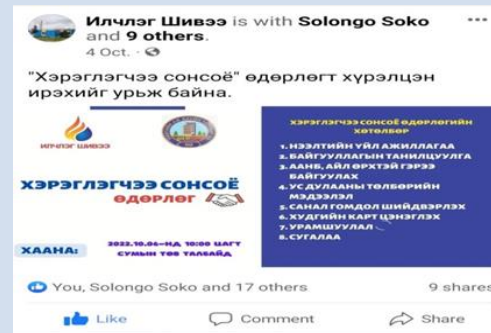 Илчлэг Шивээ is with Solongo Soko
and 9 others.
4 Oct. ·
"Хэрэглэгчээ сонсоё" өдөрлөгт хүрэлцэн
ирэхийг урьж байна.
ИЛЧЛЭГ ШИВЭЭ
ХЭРЭГЛЭГЧЭЭ СОНСОЁ
ӨДӨРЛӨГ
ХААНА:
2022.10.06-НД 10:00 ЦАГТ
СУМЫН ТӨВ ТАЛБАЙД
ХЭРЭГЛЭГЧЭЭ СОНСОЁ ӨДӨРЛӨГИЙН
ХӨТӨЛБӨР
1. НЭЭЛТИЙН ҮЙЛ АЖИЛЛАГАА
2. БАЙГУУЛЛАГЫН ТАНИЛЦУУЛГА
3. ААНБ, АЙЛ ӨРХТЭЙ ГЭРЭЭ
БАЙГУУЛАХ
4. УС ДУЛААНЫ ТӨЛБӨРИЙН
МЭДЭЭЛЭЛ
5. САНАЛ ГОМДОЛ ШИЙДВЭРЛЭХ
6. ХУДГИЙН КАРТ ЦЭНЭГЛЭХ
7. УРАМШУУЛАЛ
8. СУГАЛАА
You, Solongo Soko and 17 others
9 shares
Like
Comment
Share